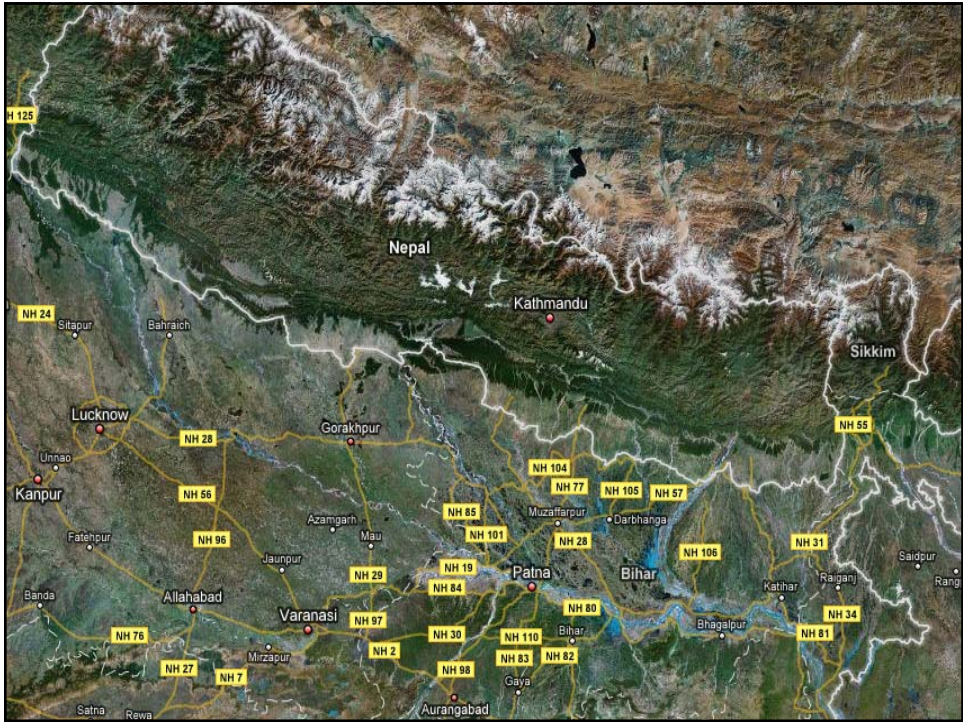 H 125
Nepal
Kathmandu
NH 24
Sitapur
Bahraich
Sikkim
Lucknow
NH 28
Gorakhpur
NH 55
Unnao
Kanpur
NH 56
NH 104
NH 77
NH 105
NH 57
NH 85
Muzaffarpur
Darbhanga
Azamgarh
Fatehpur
NH 96
Mau
NH 101
NH 28
NH 106
NH 31
Jaunpur
Saidpur
NH 29
NH 19
Patna
Bihar
Rang
Banda
Allahabad
NH 84
Katihar
Raiganj
Varanasi
NH 97
NH 80
NH 34
NH 76
NH 30
NH 110
Bihar
Bhagalpur
NH 81
Mirzapur
NH 2
NH 83
NH 82
NH 27
NH 7
NH 98
Gaya
Satna
Rewa
Aurangabad